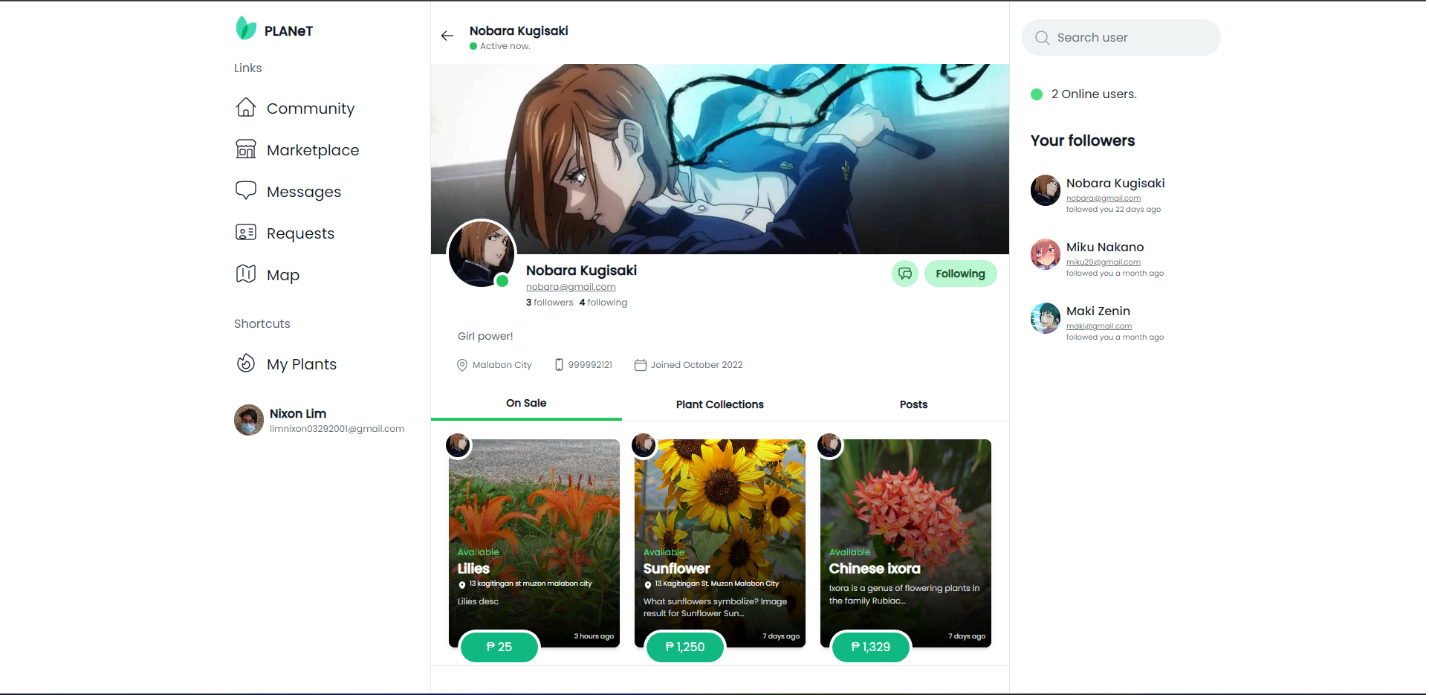 PLANeT
Links
Community
Marketplace
Messages
Requests
Map
Shortcuts
My Plants
Nixon Lim
limnixon03292001@gmail.com
Nobara Kugisaki
Active now.
Nobara Kugisaki
nobara@gmail.com
3 followers 4 following
Following
Girl power!
Malabon City 999992121 Joined October 2022
On Sale Plant Collections Posts
Available
Lilies
13 kagitingan st muzon malabon city
Lilies desc
3 hours ago
₱ 25
Available
Sunflower
13 Kagitingan St. Muzon Malabon City
What sunflowers symbolize? Image
result for Sunflower Sun...
7 days ago
₱ 1,250
Available
Chinese ixora
Ixora is a genus of flowering plants in
the family Rubiac...
7 days ago
₱ 1,329
Search user
2 Online users.
Your followers
Nobara Kugisaki
nobara@gmail.com
followed you 22 days ago
Miku Nakano
miku29@gmail.com
followed you a month ago
Maki Zenin
maki@gmail.com
followed you a month ago